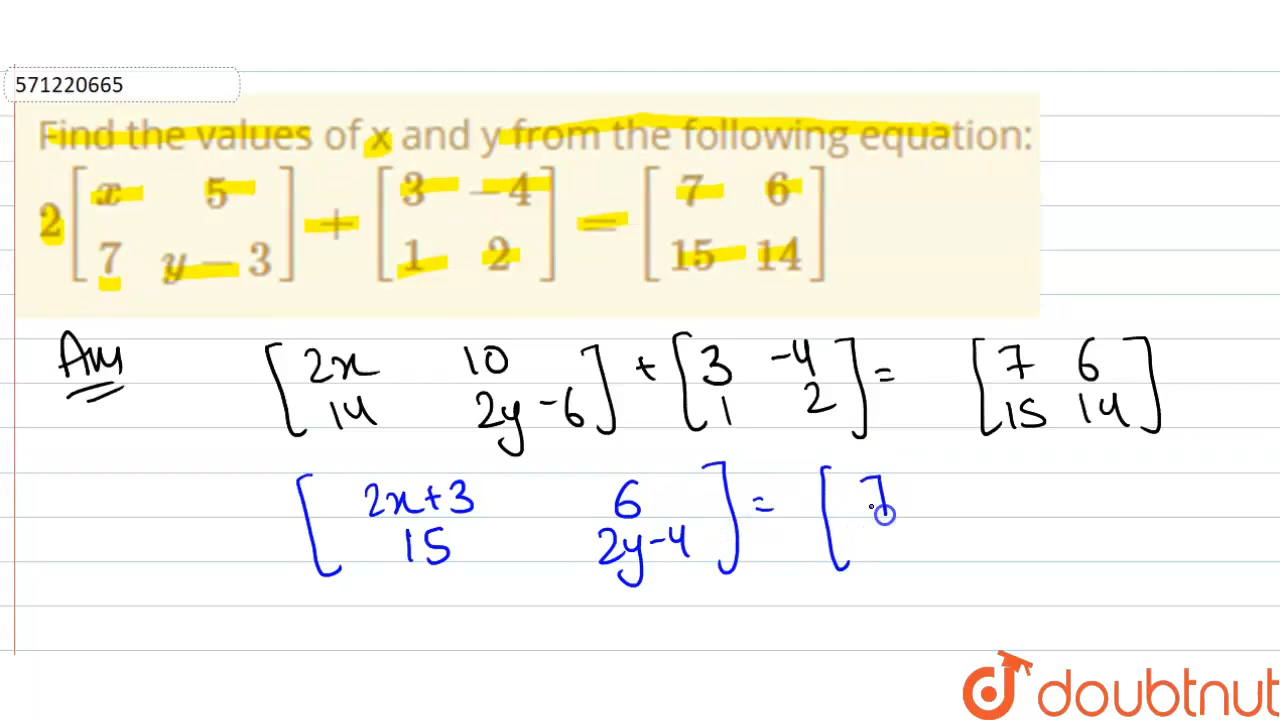 571220665
Find the values of x and y from the following equation:
2 [ x 5 ] + [ 3 −4 ] = [ 7 6 ]
[ 7 y − 3 ] [ 1 2 ] [ 15 14 ]
Ans
[ 2x 10 ] + [ 3 -4 ] = [ 7 6 ]
[ 14 2y-6 ] [ 1 2 ] [ 15 14 ]
[ 2x+3 6 ] = [ 7
[ 15 2y-4 ]
doubtnut